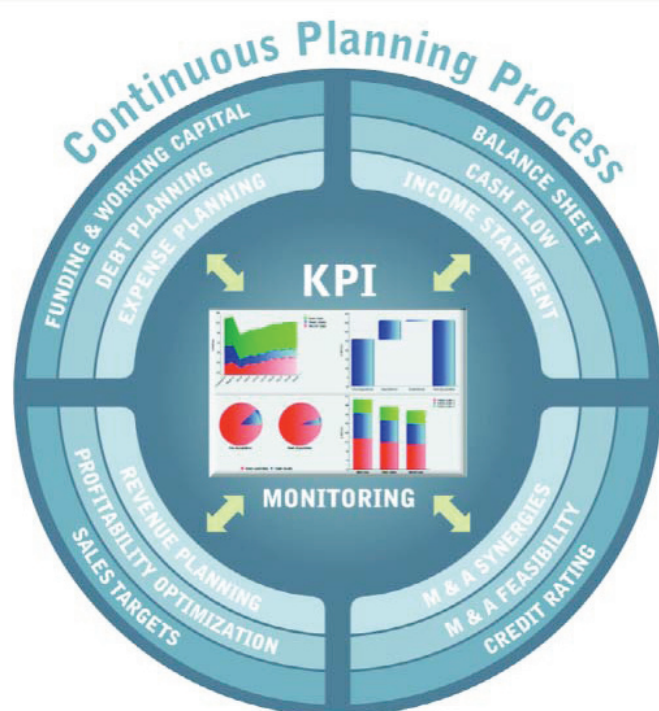 Continuous Planning Process
FUNDING & WORKING CAPITAL
DEBT PLANNING
EXPENSE PLANNING
BALANCE SHEET
CASH FLOW
INCOME STATEMENT
KPI
MONITORING
REVENUE PLANNING
PROFITABILITY OPTIMIZATION
SALES TARGETS
M & A SYNERGIES
M & A FEASIBILITY
CREDIT RATING